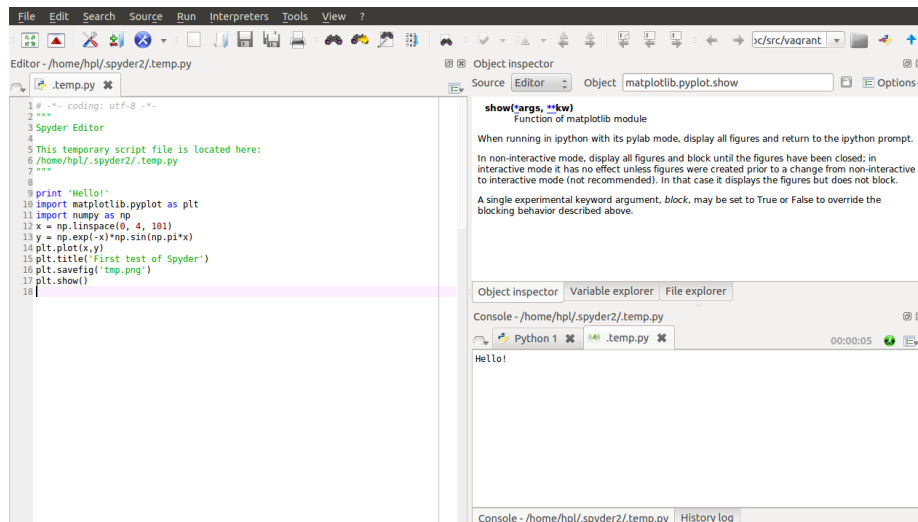 File Edit Search Source Run Interpreters Tools View ?
ɔc/src/vagrant
Editor - /home/hpl/.spyder2/.temp.py
.temp.py
1 # -*- coding: utf-8 -*-
2 """
3 Spyder Editor
4
5 This temporary script file is located here:
6 /home/hpl/.spyder2/.temp.py
7 """
8
9 print 'Hello!'
10 import matplotlib.pyplot as plt
11 import numpy as np
12 x = np.linspace(0, 4, 101)
13 y = np.exp(-x)*np.sin(np.pi*x)
14 plt.plot(x,y)
15 plt.title('First test of Spyder')
16 plt.savefig('tmp.png')
17 plt.show()
18
Object inspector
Source Editor Object matplotlib.pyplot.show Options
show(*args, **kw)
Function of matplotlib module
When running in ipython with its pylab mode, display all figures and return to the ipython prompt.
In non-interactive mode, display all figures and block until the figures have been closed; in
interactive mode it has no effect unless figures were created prior to a change from non-interactive
to interactive mode (not recommended). In that case it displays the figures but does not block.
A single experimental keyword argument, block, may be set to True or False to override the
blocking behavior described above.
Object inspector Variable explorer File explorer
Console - /home/hpl/.spyder2/.temp.py
Python 1 .temp.py 00:00:05
Hello!
Console - /home/hpl/.spyder2/.temp.py History log